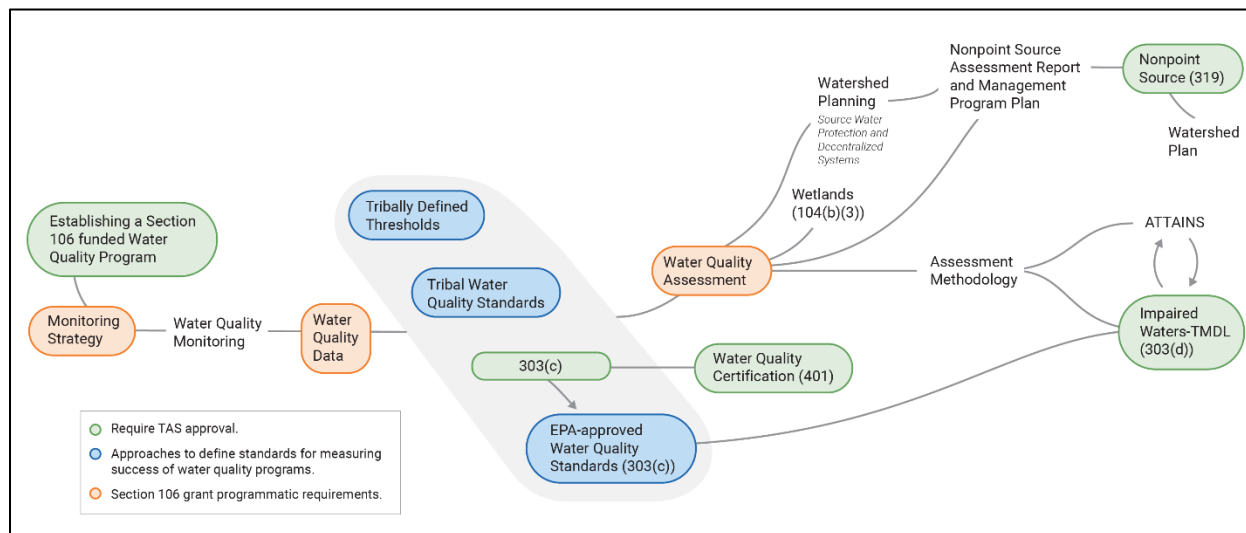 Establishing a Section
106 funded Water
Quality Program
Monitoring
Strategy
Water Quality
Monitoring
Water
Quality
Data
Tribally Defined
Thresholds
Tribal Water
Quality Standards
303(c)
EPA-approved
Water Quality
Standards (303(c))
Water Quality
Certification (401)
Water Quality
Assessment
Wetlands
(104(b)(3))
Watershed
Planning
Source Water
Protection and
Decentralized
Systems
Nonpoint Source
Assessment Report
and Management
Program Plan
Nonpoint
Source (319)
Watershed
Plan
Assessment
Methodology
ATTAINS
Impaired
Waters-TMDL
(303(d))
Require TAS approval.
Approaches to define standards for measuring
success of water quality programs.
Section 106 grant programmatic requirements.